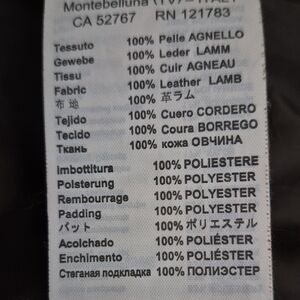 Montebelluna (TV) - ITALY
CA 52767 RN 121783
Tessuto 100% Pelle AGNELLO
Gewebe 100% Leder LAMM
Tissu 100% Cuir AGNEAU
Fabric 100% Leather LAMB
布 地 100% 革ラム
Tejido 100% Cuero CORDERO
Tecido 100% Coura BORREGO
Ткань 100% кожа ОВЧИНА
Imbottitura 100% POLIESTERE
Polsterung 100% POLYESTER
Rembourrage 100% POLYESTER
Padding 100% POLYESTER
パット 100% ポリエステル
Acolchado 100% POLIÉSTER
Enchimento 100% POLIÉSTER
Стеганая подкладка 100% ПОЛИЭСТЕР